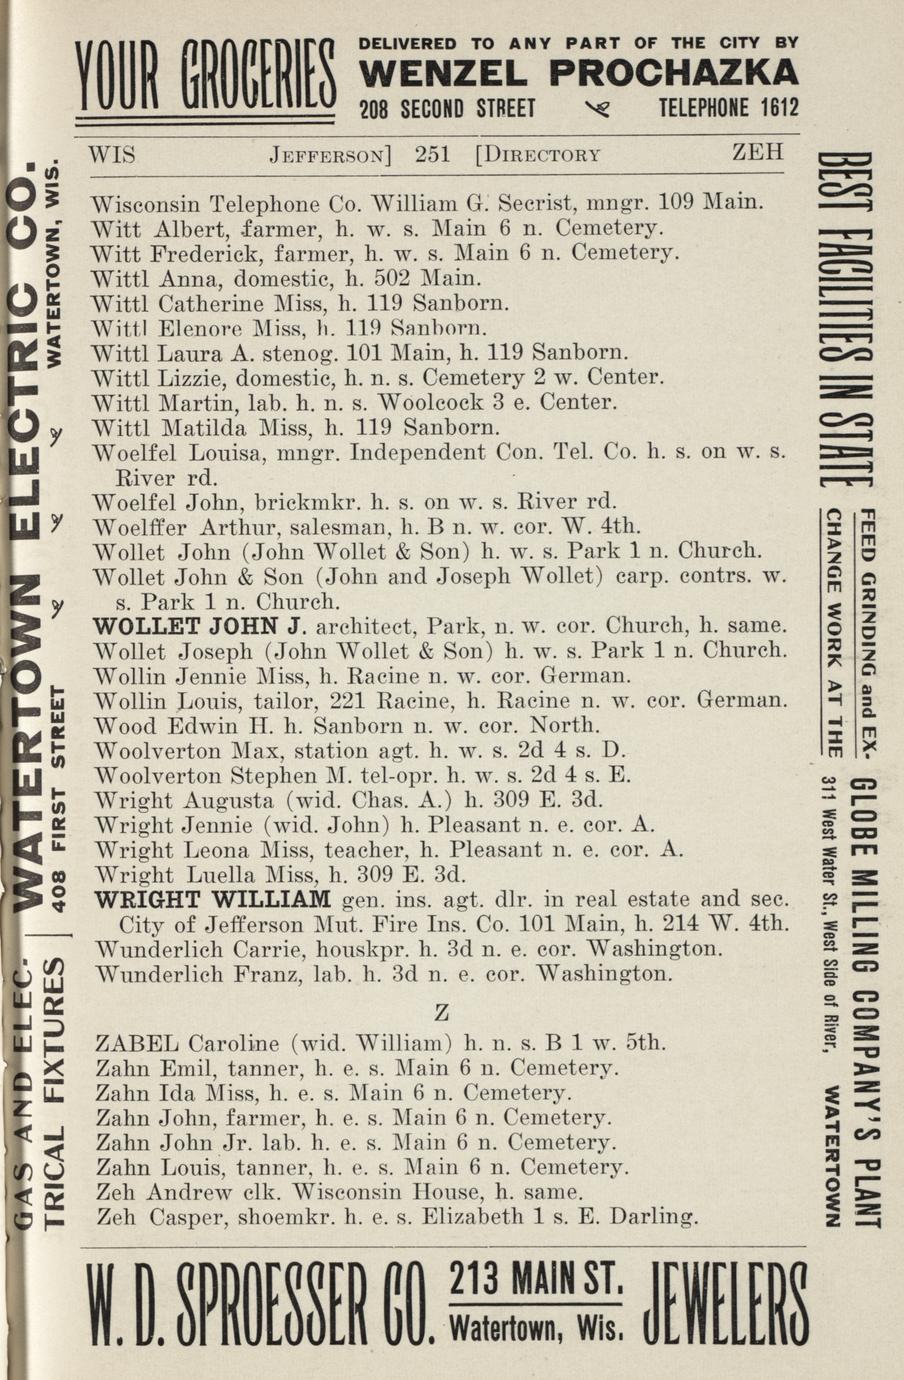 YOUR GROCERIES
DELIVERED TO ANY PART OF THE CITY BY
WENZEL PROCHAZKA
208 SECOND STREET TELEPHONE 1612
WIS JEFFERSON] 251 [DIRECTORY ZEH
Wisconsin Telephone Co. William G. Secrist, mngr. 109 Main.
Witt Albert, farmer, h. w. s. Main 6 n. Cemetery.
Witt Frederick, farmer, h. w. s. Main 6 n. Cemetery.
Wittl Anna, domestic, h. 502 Main.
Wittl Catherine Miss, h. 119 Sanborn.
Wittl Elenore Miss, h. 119 Sanborn.
Wittl Laura A. stenog. 101 Main, h. 119 Sanborn.
Wittl Lizzie, domestic, h. n. s. Cemetery 2 w. Center.
Wittl Martin, lab. h. n. s. Woolcock 3 e. Center.
Wittl Matilda Miss, h. 119 Sanborn.
Woelfel Louisa, mngr. Independent Con. Tel. Co. h. s. on w. s.
River rd.
Woelfel John, brickmkr. h. s. on w. s. River rd.
Woelffer Arthur, salesman, h. B n. w. cor. W. 4th.
Wollet John (John Wollet & Son) h. w. s. Park 1 n. Church.
Wollet John & Son (John and Joseph Wollet) carp. contrs. w.
s. Park 1 n. Church.
WOLLET JOHN J. architect, Park, n. w. cor. Church, h. same.
Wollet Joseph (John Wollet & Son) h. w. s. Park 1 n. Church.
Wollin Jennie Miss, h. Racine n. w. cor. German.
Wollin Louis, tailor, 221 Racine, h. Racine n. w. cor. German.
Wood Edwin H. h. Sanborn n. w. cor. North.
Woolverton Max, station agt. h. w. s. 2d 4 s. D.
Woolverton Stephen M. tel-opr. h. w. s. 2d 4 s. E.
Wright Augusta (wid. Chas. A.) h. 309 E. 3d.
Wright Jennie (wid. John) h. Pleasant n. e. cor. A.
Wright Leona Miss, teacher, h. Pleasant n. e. cor. A.
Wright Luella Miss, h. 309 E. 3d.
WRIGHT WILLIAM gen. ins. agt. dlr. in real estate and sec.
City of Jefferson Mut. Fire Ins. Co. 101 Main, h. 214 W. 4th.
Wunderlich Carrie, houskpr. h. 3d n. e. cor. Washington.
Wunderlich Franz, lab. h. 3d n. e. cor. Washington.
Z
ZABEL Caroline (wid. William) h. n. s. B 1 w. 5th.
Zahn Emil, tanner, h. e. s. Main 6 n. Cemetery.
Zahn Ida Miss, h. e. s. Main 6 n. Cemetery.
Zahn John, farmer, h. e. s. Main 6 n. Cemetery.
Zahn John Jr. lab. h. e. s. Main 6 n. Cemetery.
Zahn Louis, tanner, h. e. s. Main 6 n. Cemetery.
Zeh Andrew clk. Wisconsin House, h. same.
Zeh Casper, shoemkr. h. e. s. Elizabeth 1 s. E. Darling.
W. D. SPROESSER CO. 213 MAIN ST. JEWELERS
Watertown, Wis.
GAS AND ELEC-
TRICAL FIXTURES
WATERTOWN ELECTRIC CO.
408 FIRST STREET WATERTOWN, WIS.
BEST FACILITIES IN STATE
FEED GRINDING and EX-
CHANGE WORK AT THE
GLOBE MILLING COMPANY'S PLANT
311 West Water St., West Side of River, WATERTOWN